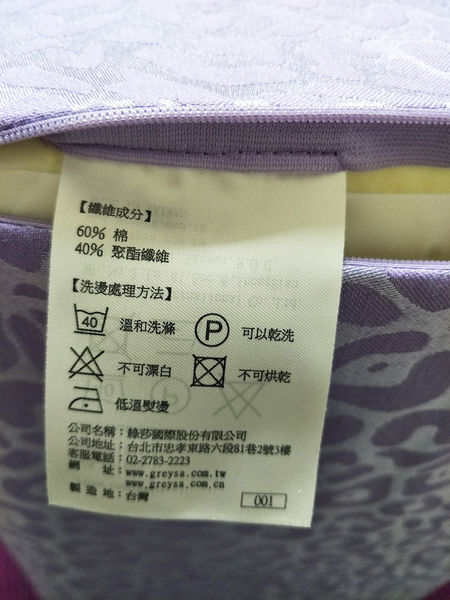 【纖維成分】
60% 棉
40% 聚酯纖維
【洗燙處理方法】
40 溫和洗滌 P 可以乾洗
不可漂白 不可烘乾
低溫熨燙
公司名稱：綠莎國際股份有限公司
公司地址：台北市忠孝東路六段81巷2號3樓
客服電話：02-2783-2223
網　　址：www.greysa.com.tw
www.greysa.com
製 造 地：台灣
001